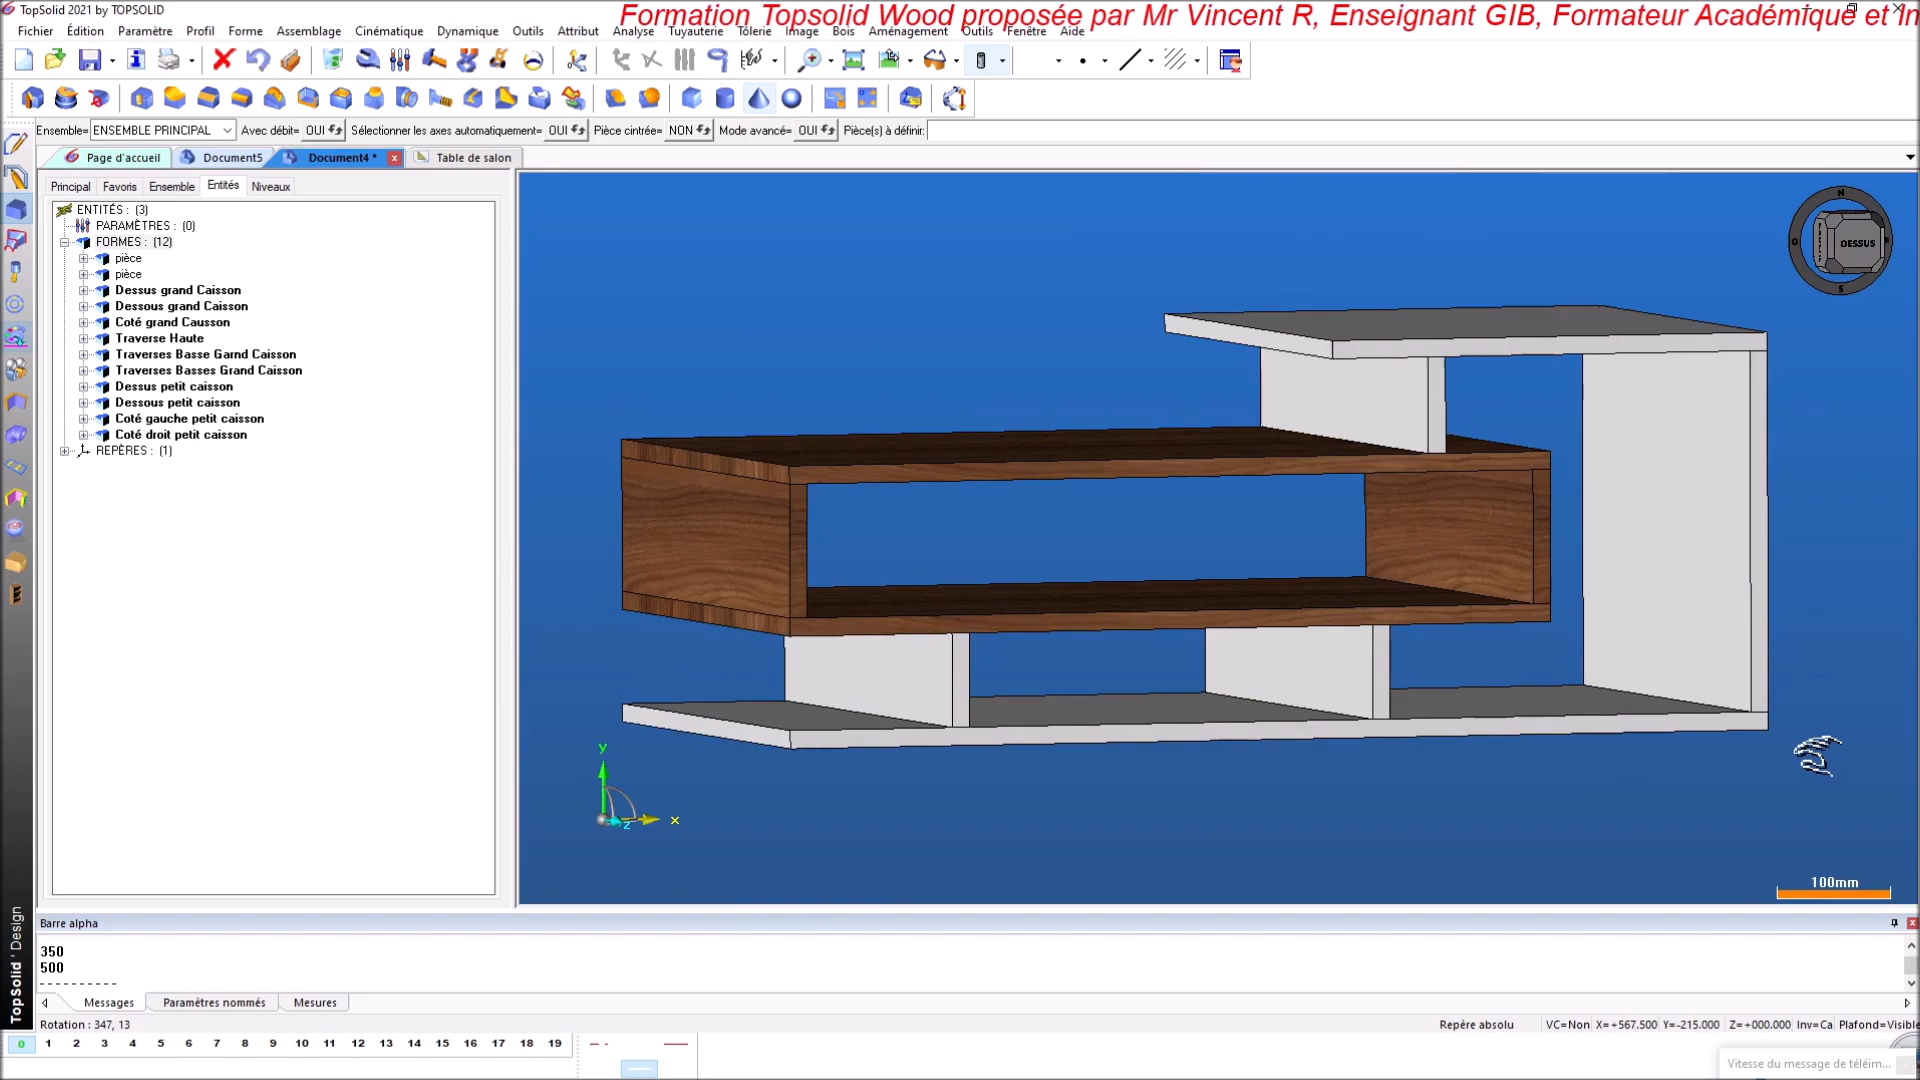 TopSolid 2021 by TOPSOLID
Formation Topsolid Wood proposée par Mr Vincent R, Enseignant GIB, Formateur Académique et In
Fichier Édition Paramètre Profil Forme Assemblage Cinématique Dynamique Outils Attribut Analyse Tuyauterie Tôlerie Image Bois Aménagement Outils Fenêtre Aide
Ensemble= ENSEMBLE PRINCIPAL Avec débit= OUI Sélectionner les axes automatiquement= OUI Pièce cintrée= NON Mode avancé= OUI Pièce(s) à définir:
Page d'accueil Document5 Document4 * Table de salon
Principal Favoris Ensemble Entités Niveaux
ENTITÉS : (3)
PARAMÈTRES : (0)
FORMES : (12)
pièce
pièce
Dessus grand Caisson
Dessous grand Caisson
Coté grand Causson
Traverse Haute
Traverses Basse Garnd Caisson
Traverses Basses Grand Caisson
Dessus petit caisson
Dessous petit caisson
Coté gauche petit caisson
Coté droit petit caisson
REPÈRES : (1)
N
O DESSUS E
S
y
z x
100mm
TopSolid ' Design
Barre alpha
350
500
------------
Messages Paramètres nommés Mesures
Rotation : 347, 13
Repère absolu VC=Non X=+567.500 Y=-215.000 Z=+000.000 Inv=Ca Plafond=Visible
0 1 2 3 4 5 6 7 8 9 10 11 12 13 14 15 16 17 18 19
Vitesse du message de téléim...